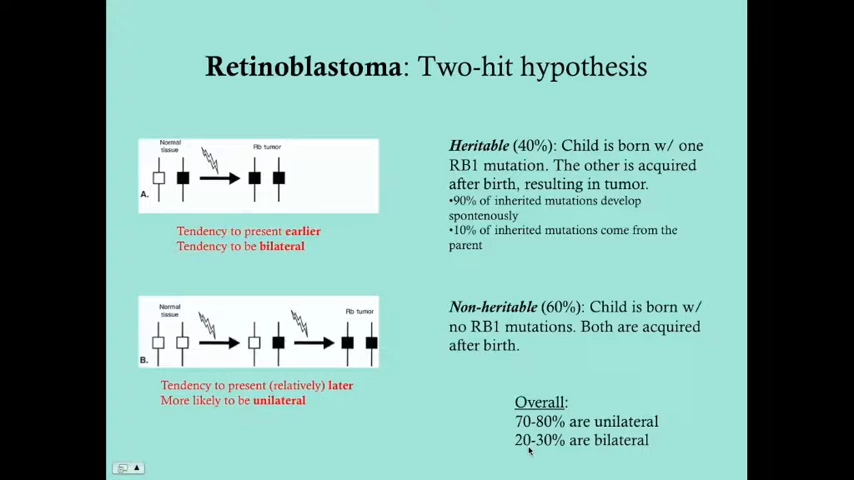 Retinoblastoma: Two-hit hypothesis
Normal
tissue
Rb tumor
A.
Tendency to present earlier
Tendency to be bilateral
Heritable (40%): Child is born w/ one
RB1 mutation. The other is acquired
after birth, resulting in tumor.
•90% of inherited mutations develop
spontenously
•10% of inherited mutations come from the
parent
Normal
tissue
Rb tumor
B.
Tendency to present (relatively) later
More likely to be unilateral
Non-heritable (60%): Child is born w/
no RB1 mutations. Both are acquired
after birth.
Overall:
70-80% are unilateral
20-30% are bilateral